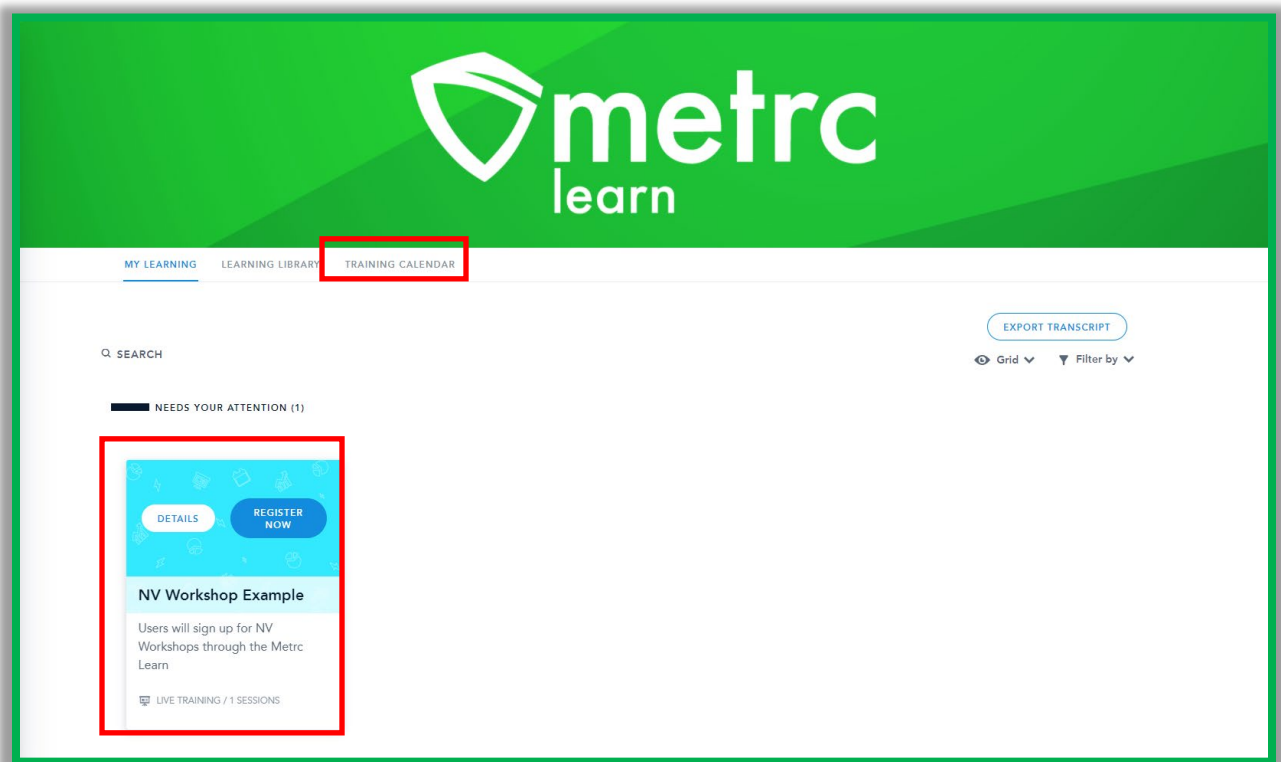 metrc
learn
MY LEARNING LEARNING LIBRARY TRAINING CALENDAR
EXPORT TRANSCRIPT
SEARCH
Grid Filter by
NEEDS YOUR ATTENTION (1)
DETAILS
REGISTER
NOW
NV Workshop Example
Users will sign up for NV
Workshops through the Metrc
Learn
LIVE TRAINING / 1 SESSIONS